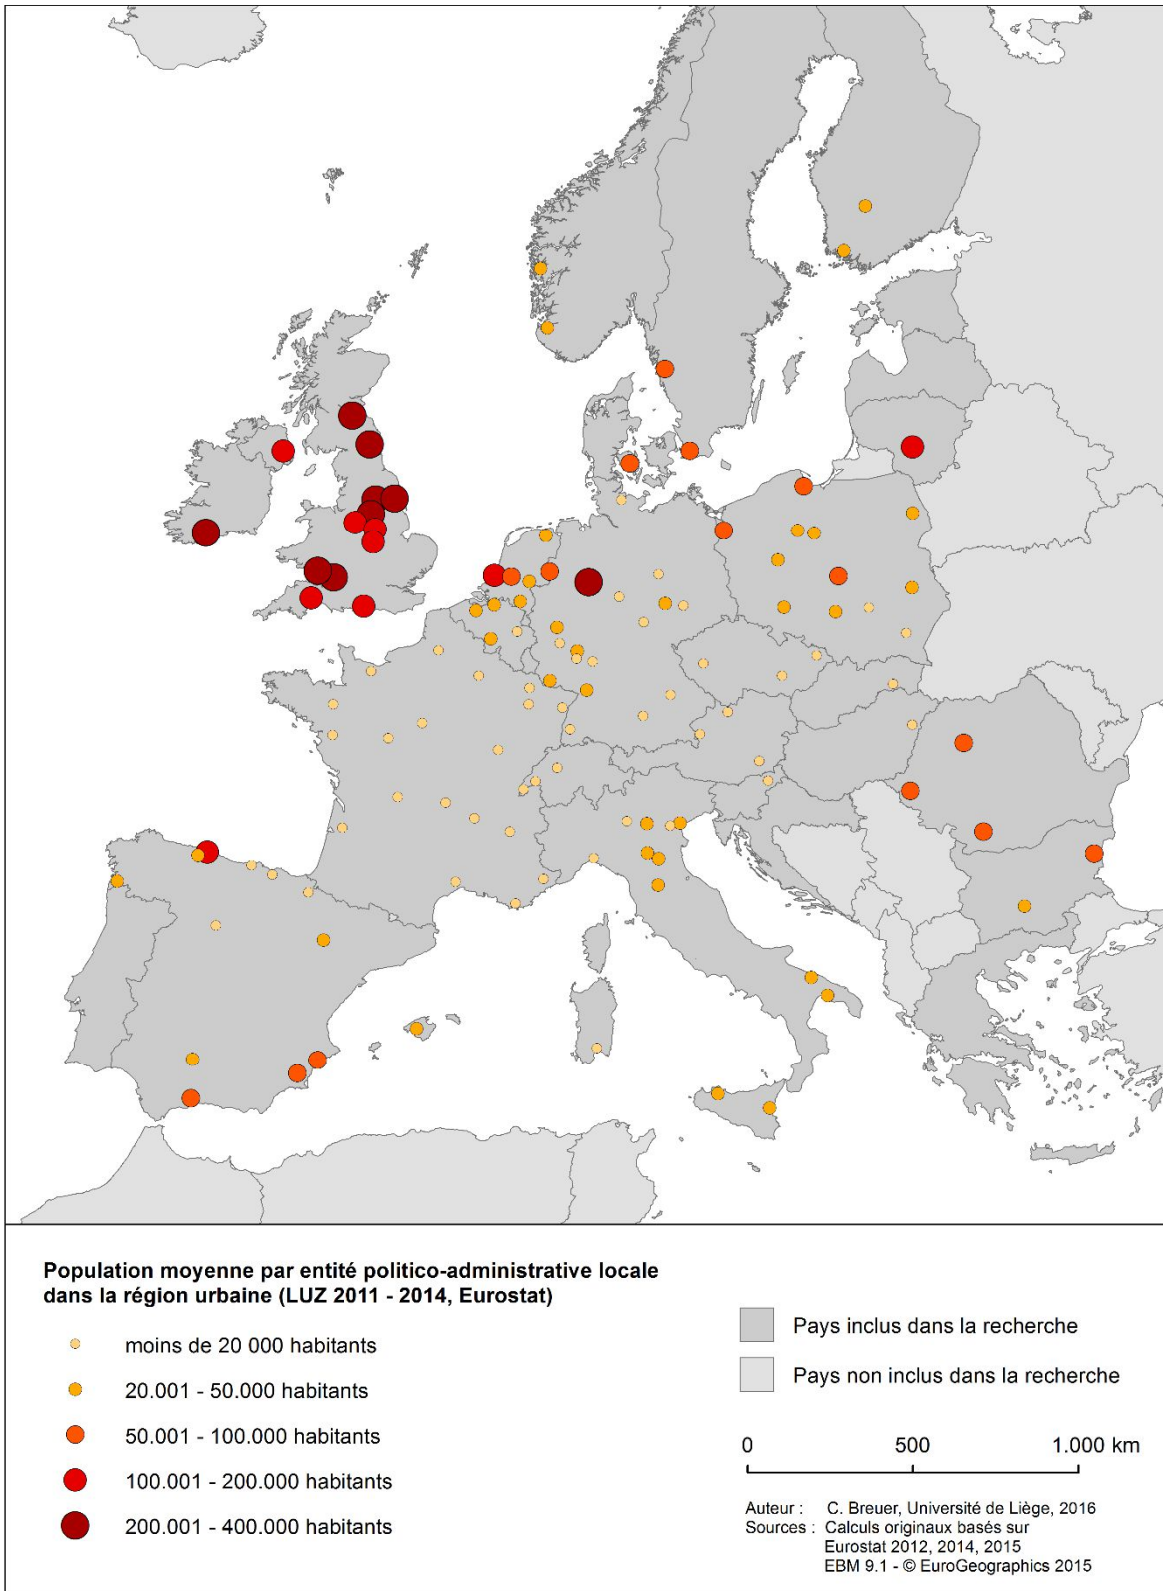 Population moyenne par entité politico-administrative locale
dans la région urbaine (LUZ 2011 - 2014, Eurostat)
moins de 20 000 habitants
20.001 - 50.000 habitants
50.001 - 100.000 habitants
100.001 - 200.000 habitants
200.001 - 400.000 habitants
Pays inclus dans la recherche
Pays non inclus dans la recherche
0 500 1.000 km
Auteur : C. Breuer, Université de Liège, 2016
Sources : Calculs originaux basés sur
Eurostat 2012, 2014, 2015
EBM 9.1 - © EuroGeographics 2015